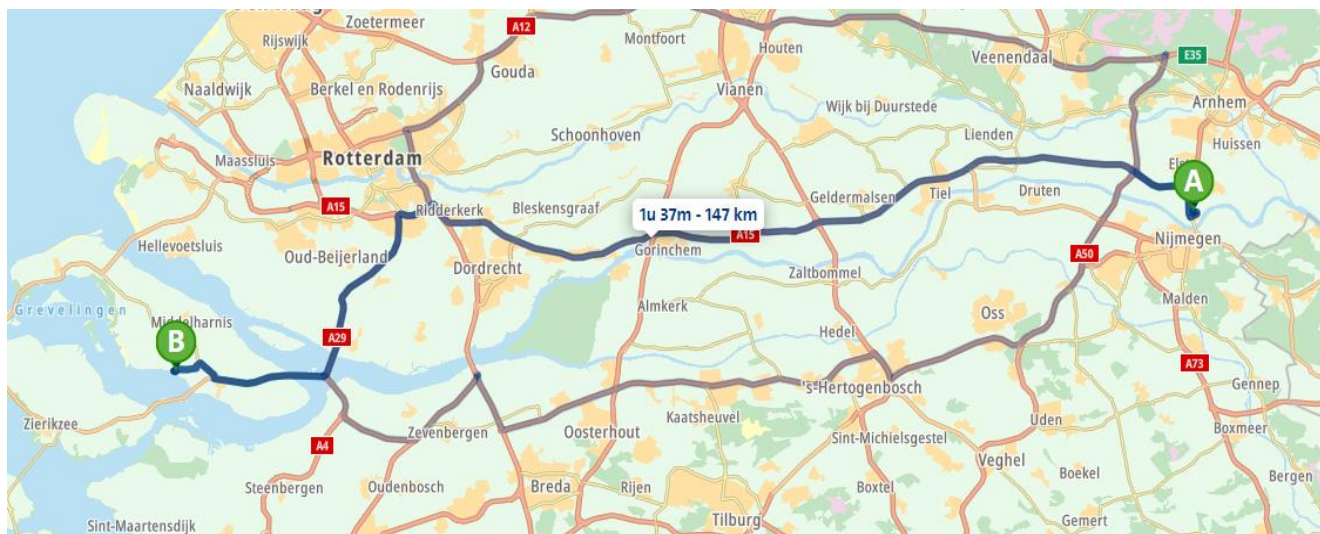 Zoetermeer
A12
Rijswijk
Montfoort
Houten
Veenendaal
E35
Gouda
Naaldwijk
Berkel en Rodenrijs
Vianen
Wijk bij Duurstede
Arnhem
Schoonhoven
Lienden
Huissen
Maassluis
Rotterdam
Elst
A
A15
Ridderkerk
Bleskensgraaf
1u 37m - 147 km
Geldermalsen
Tiel
Druten
A15
Hellevoetsluis
Oud-Beijerland
Gorinchem
Nijmegen
Dordrecht
Zaltbommel
A50
Grevelingen
Almkerk
Malden
Middelharnis
Oss
B
A29
Hedel
A73
's-Hertogenbosch
Gennep
Zierikzee
Kaatsheuvel
Uden
Zevenbergen
Oosterhout
Boxmeer
A4
Sint-Michielsgestel
Veghel
Boekel
Bergen
Steenbergen
Oudenbosch
Breda
Rijen
Boxtel
Tilburg
Gemert
Sint-Maartensdijk